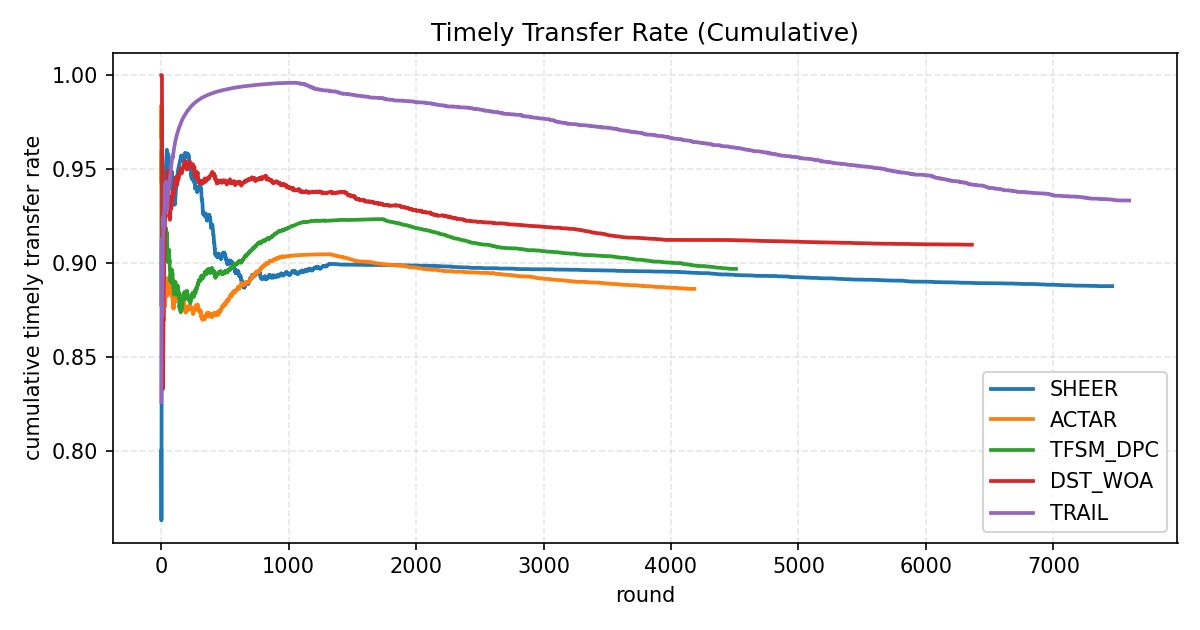 Timely Transfer Rate (Cumulative)
cumulative timely transfer rate
1.00
0.95
0.90
0.85
0.80
0
1000
2000
3000
4000
5000
6000
7000
round
SHEER
ACTAR
TFSM_DPC
DST_WOA
TRAIL